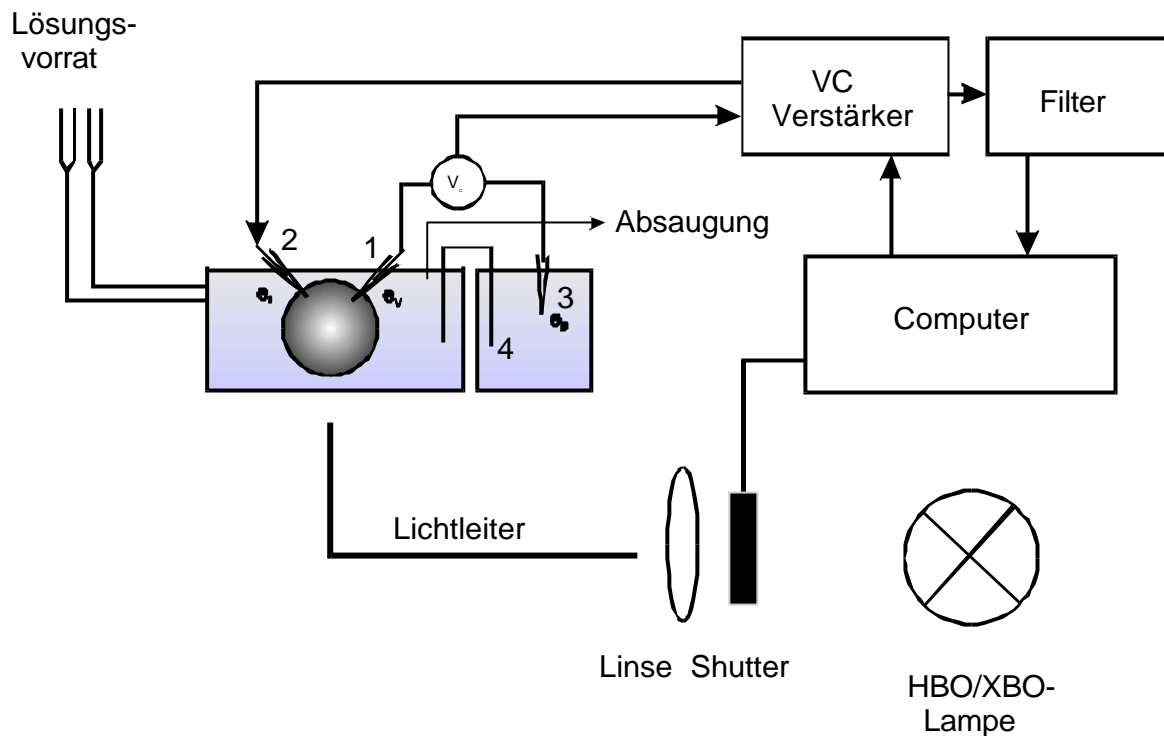 Lösungs-
vorrat
VC
Verstärker
Filter
V
Absaugung
2
1
3
4
Computer
Lichtleiter
Linse Shutter
HBO/XBO-
Lampe